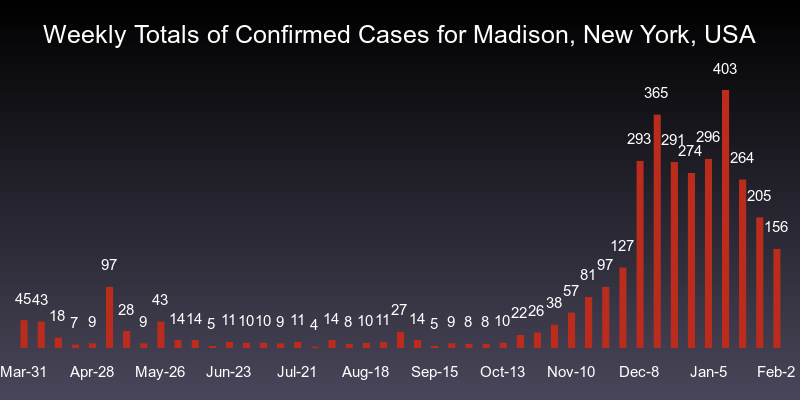 Weekly Totals of Confirmed Cases for Madison, New York, USA
45 43 18 7 9 97 28 9 43 14 14 5 11 10 10 9 11 4 14 8 10 11 27 14 5 9 8 8 10 22 26 38 57 81 97 127 293 365 291 274 296 403 264 205 156
Mar-31 Apr-28 May-26 Jun-23 Jul-21 Aug-18 Sep-15 Oct-13 Nov-10 Dec-8 Jan-5 Feb-2